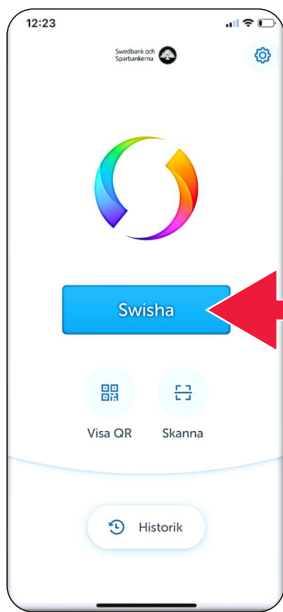 12:23
Swedbank och
Sparbankerna
Swisha
Visa QR
Skanna
Historik